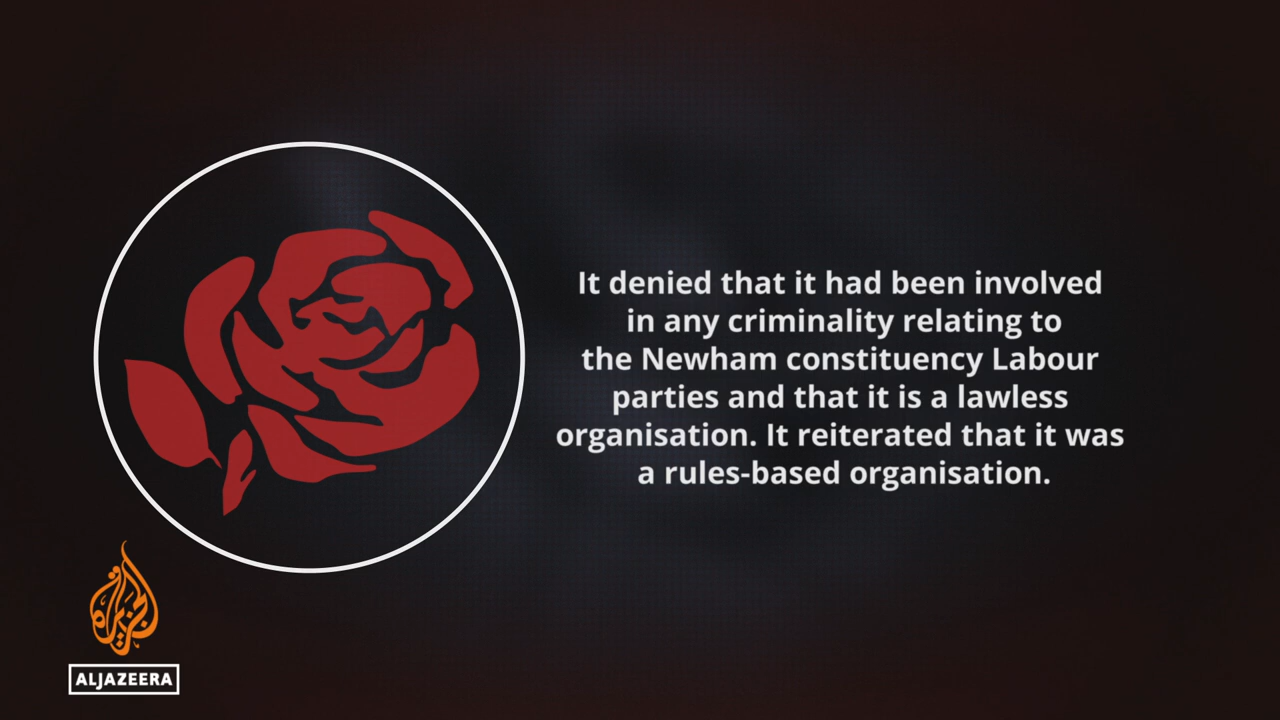 It denied that it had been involved
in any criminality relating to
the Newham constituency Labour
parties and that it is a lawless
organisation. It reiterated that it was
a rules-based organisation.
الجزيرة
ALJAZEERA